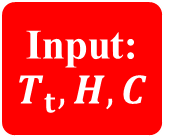 Input:
Tₜ, H, C